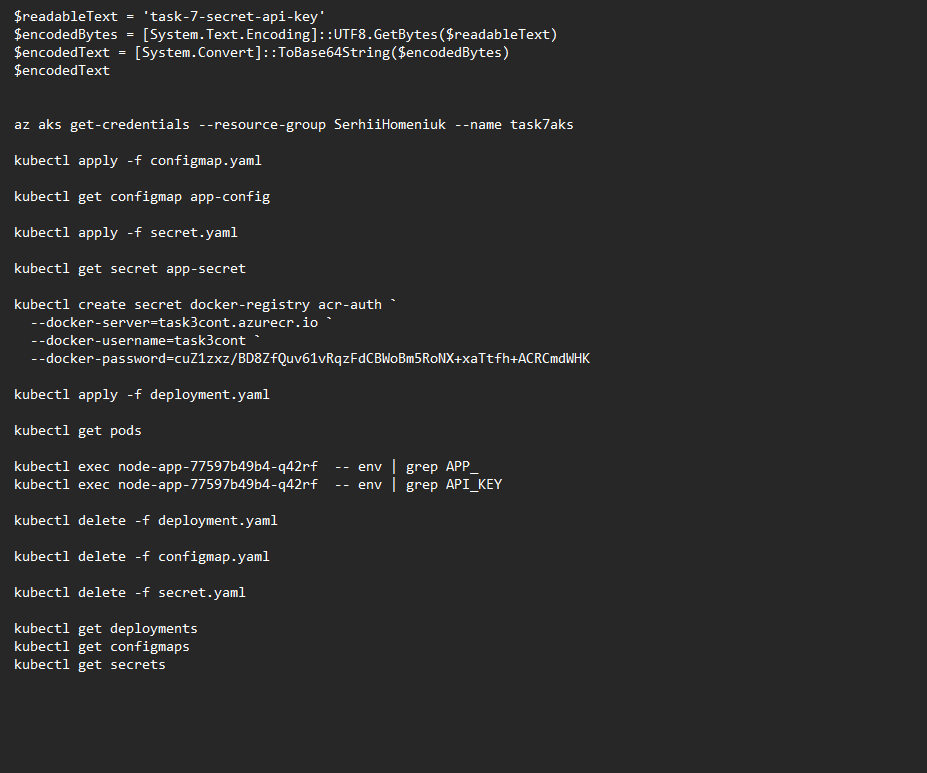 $readableText = 'task-7-secret-api-key'
$encodedBytes = [System.Text.Encoding]::UTF8.GetBytes($readableText)
$encodedText = [System.Convert]::ToBase64String($encodedBytes)
$encodedText
az aks get-credentials --resource-group SerhiiHomeniuk --name task7aks
kubectl apply -f configmap.yaml
kubectl get configmap app-config
kubectl apply -f secret.yaml
kubectl get secret app-secret
kubectl create secret docker-registry acr-auth `
  --docker-server=task3cont.azurecr.io `
  --docker-username=task3cont `
  --docker-password=cuZ1zxz/BD8ZfQuv61vRqzFdCBWoBm5RoNX+xaTtfh+ACRCmdWHK
kubectl apply -f deployment.yaml
kubectl get pods
kubectl exec node-app-77597b49b4-q42rf  -- env | grep APP_
kubectl exec node-app-77597b49b4-q42rf  -- env | grep API_KEY
kubectl delete -f deployment.yaml
kubectl delete -f configmap.yaml
kubectl delete -f secret.yaml
kubectl get deployments
kubectl get configmaps
kubectl get secrets